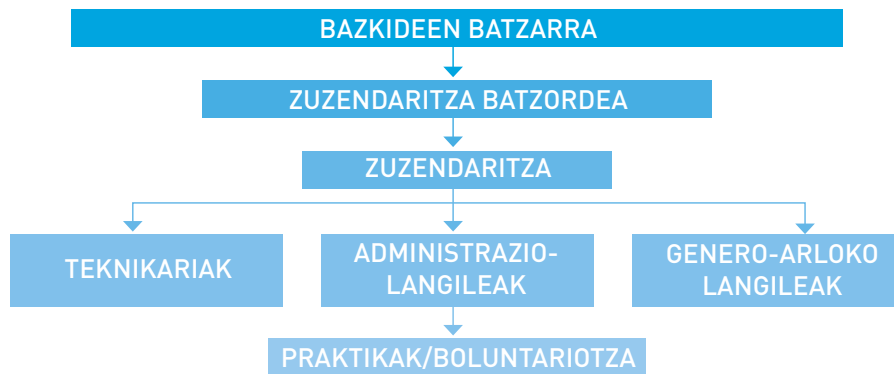 BAZKIDEEN BATZARRA
ZUZENDARITZA BATZORDEA
ZUZENDARITZA
TEKNIKARIAK
ADMINISTRAZIO-
LANGILEAK
GENERO-ARLOKO
LANGILEAK
PRAKTIKAK/BOLUNTARIOTZA